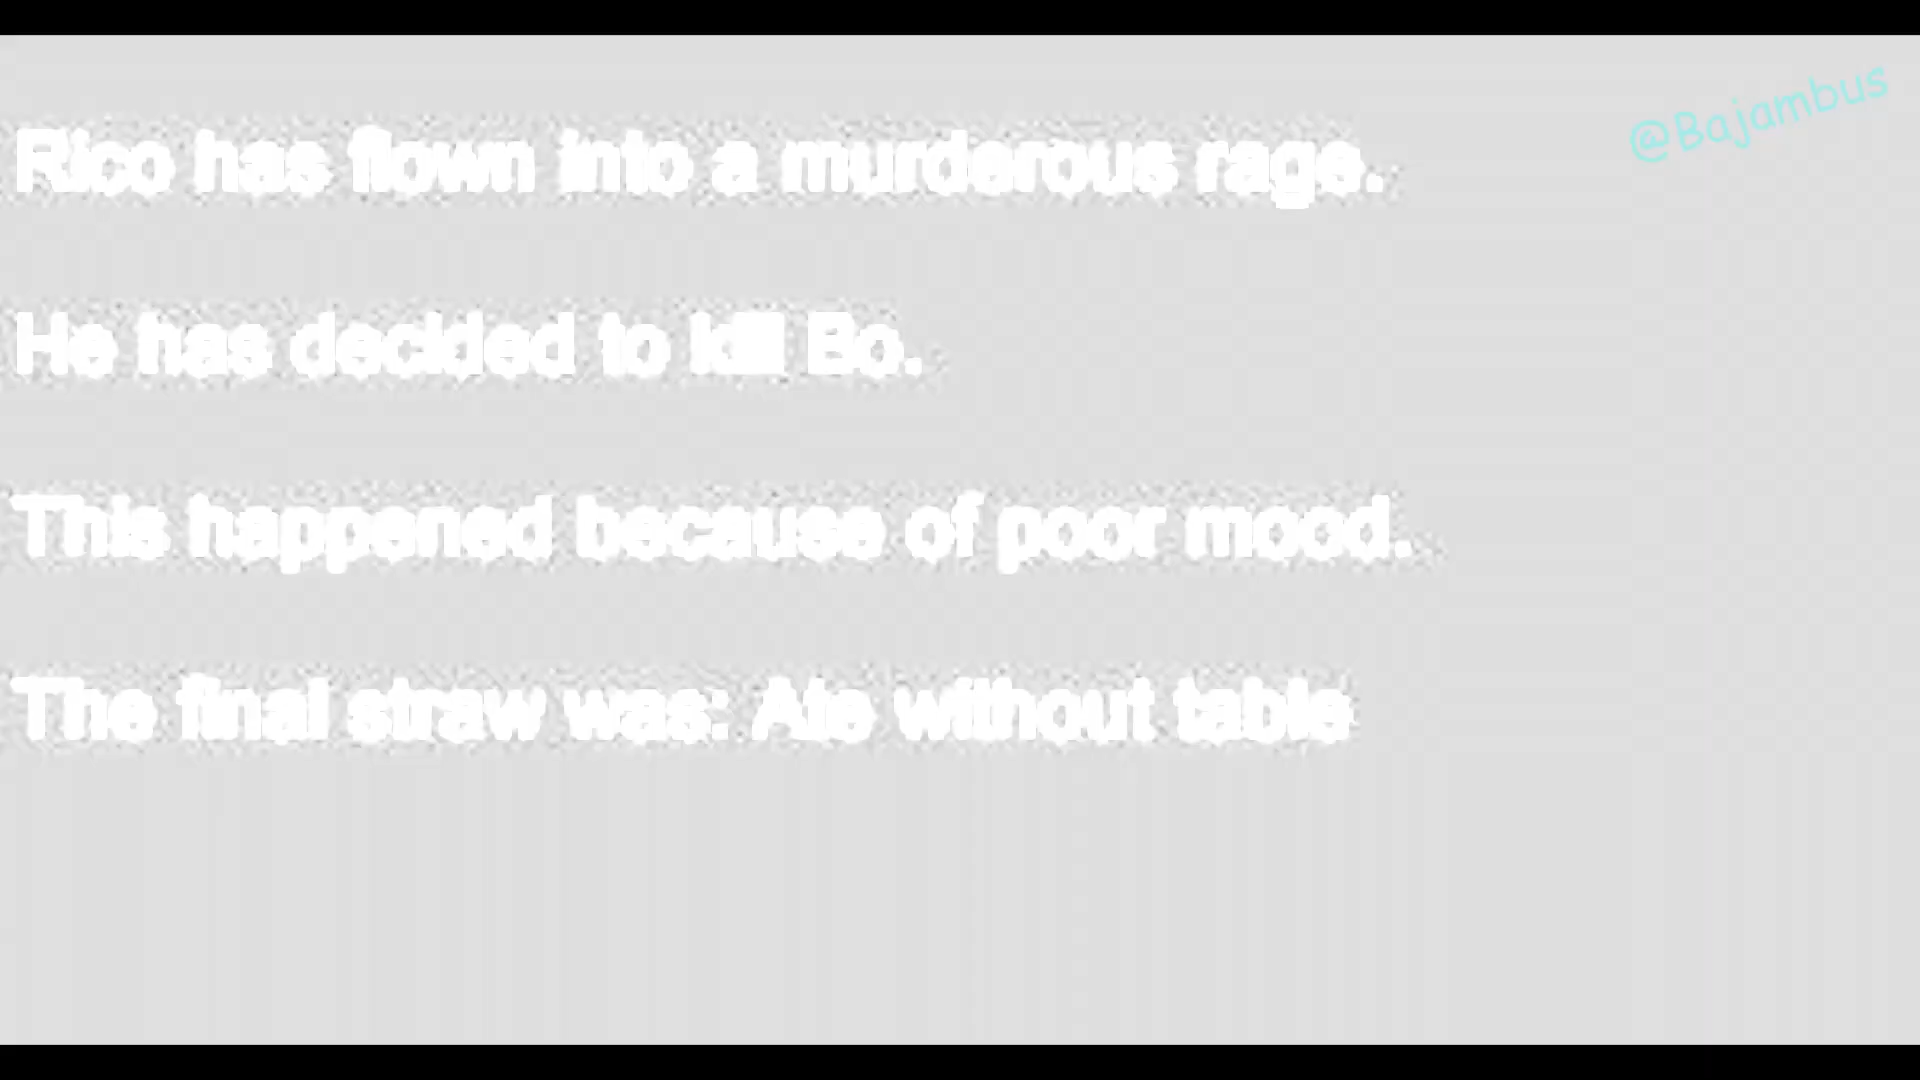 @Bajambus
Rico has flown into a murderous rage.
He has decided to kill Bo.
This happened because of poor mood.
The final straw was: Ate without table